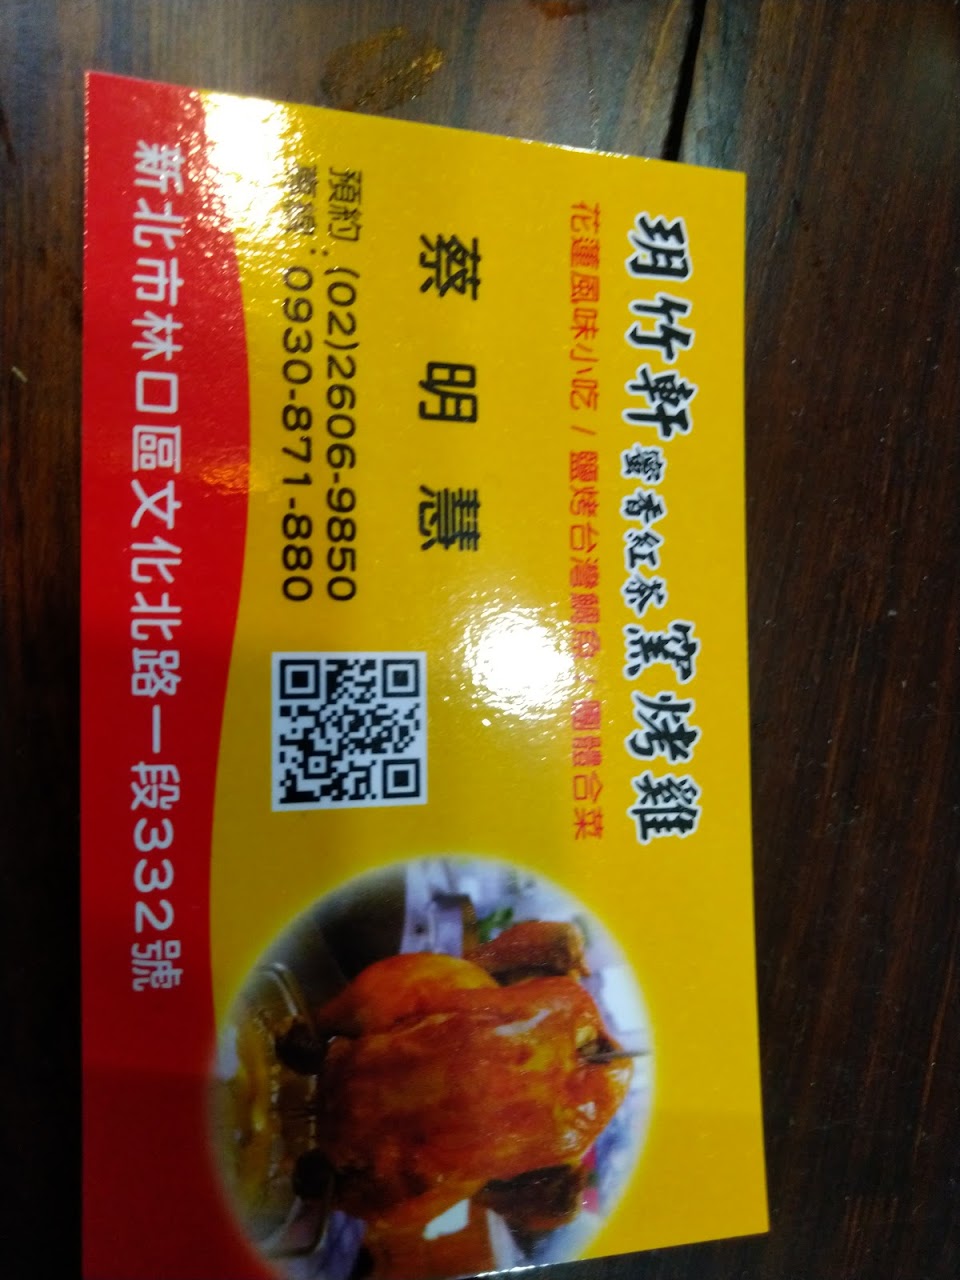 玥竹軒蜜香紅茶窯烤雞
花蓮風味小吃 / 鹽烤台灣鯛魚 / 團體合菜
蔡明慧
預約專線：(02)2606-9850
0930-871-880
新北市林口區文化北路一段332號